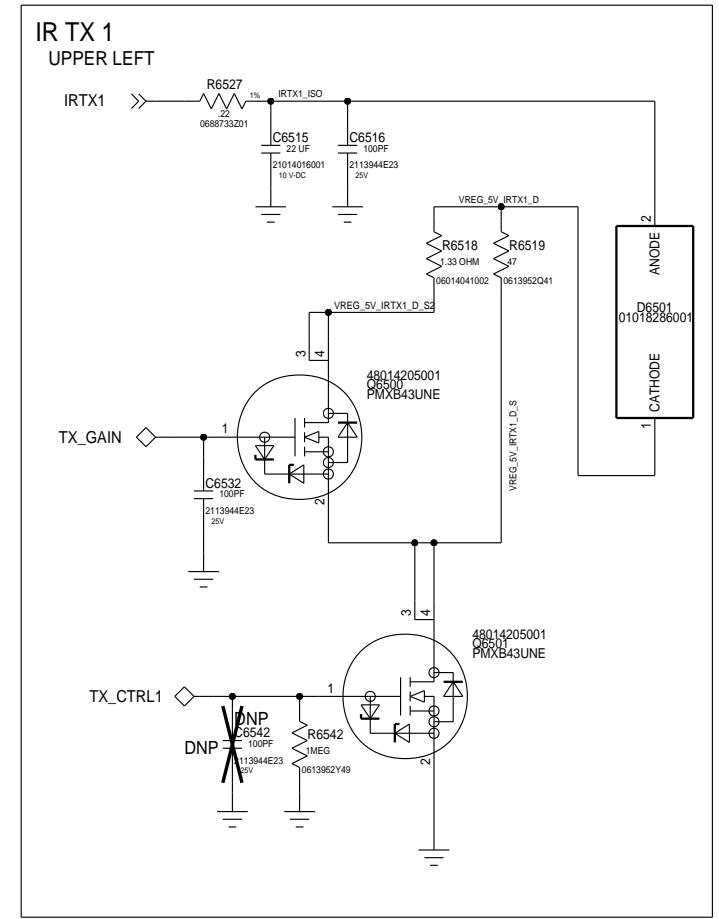 IR TX 1
UPPER LEFT
IRTX1
R6527
1%
.22
0688733Z01
IRTX1_ISO
C6515
22 UF
21014016001
10 V-DC
C6516
100PF
2113944E23
25V
VREG_5V_IRTX1_D
R6518
1.33 OHM
06014041002
R6519
47
0613952Q41
2
ANODE
D6501
01018286001
CATHODE
1
VREG_5V_IRTX1_D_S2
3
4
48014205001
Q6500
PMXB43UNE
VREG_5V_IRTX1_D_S
TX_GAIN
1
2
C6532
100PF
2113944E23
25V
3
4
48014205001
Q6501
PMXB43UNE
TX_CTRL1
1
2
DNP
DNP
C6542
100PF
2113944E23
25V
R6542
1MEG
0613952Y49